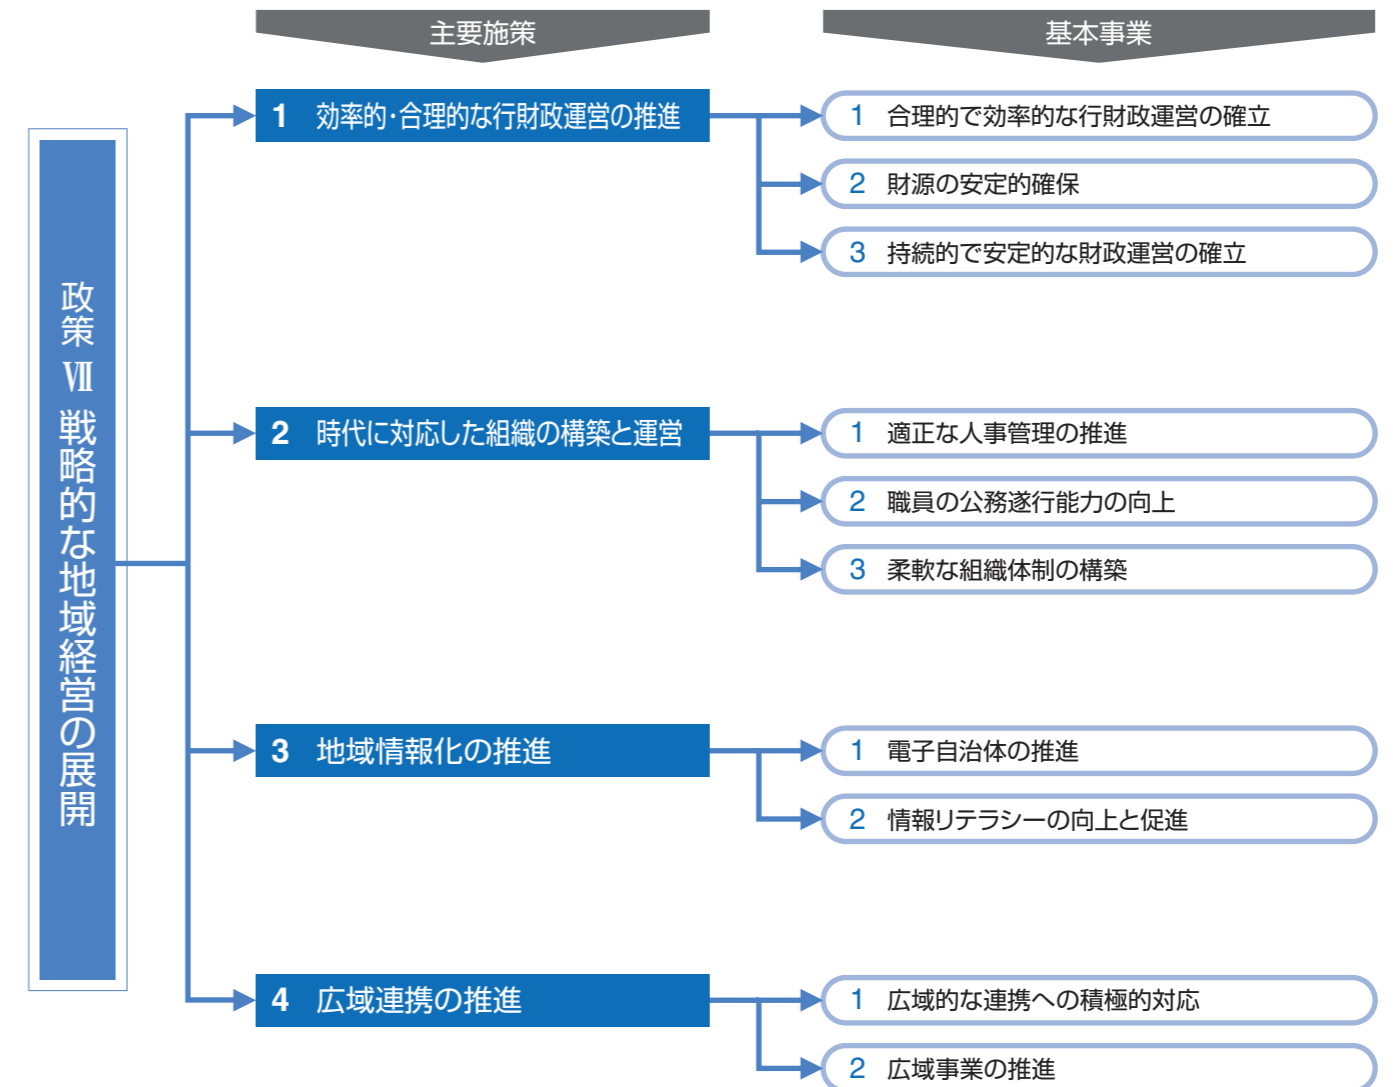 主要施策
基本事業
政策 Ⅶ 戦略的な地域経営の展開
1 効率的・合理的な行財政運営の推進
1 合理的で効率的な行財政運営の確立
2 財源の安定的確保
3 持続的で安定的な財政運営の確立
2 時代に対応した組織の構築と運営
1 適正な人事管理の推進
2 職員の公務遂行能力の向上
3 柔軟な組織体制の構築
3 地域情報化の推進
1 電子自治体の推進
2 情報リテラシーの向上と促進
4 広域連携の推進
1 広域的な連携への積極的対応
2 広域事業の推進